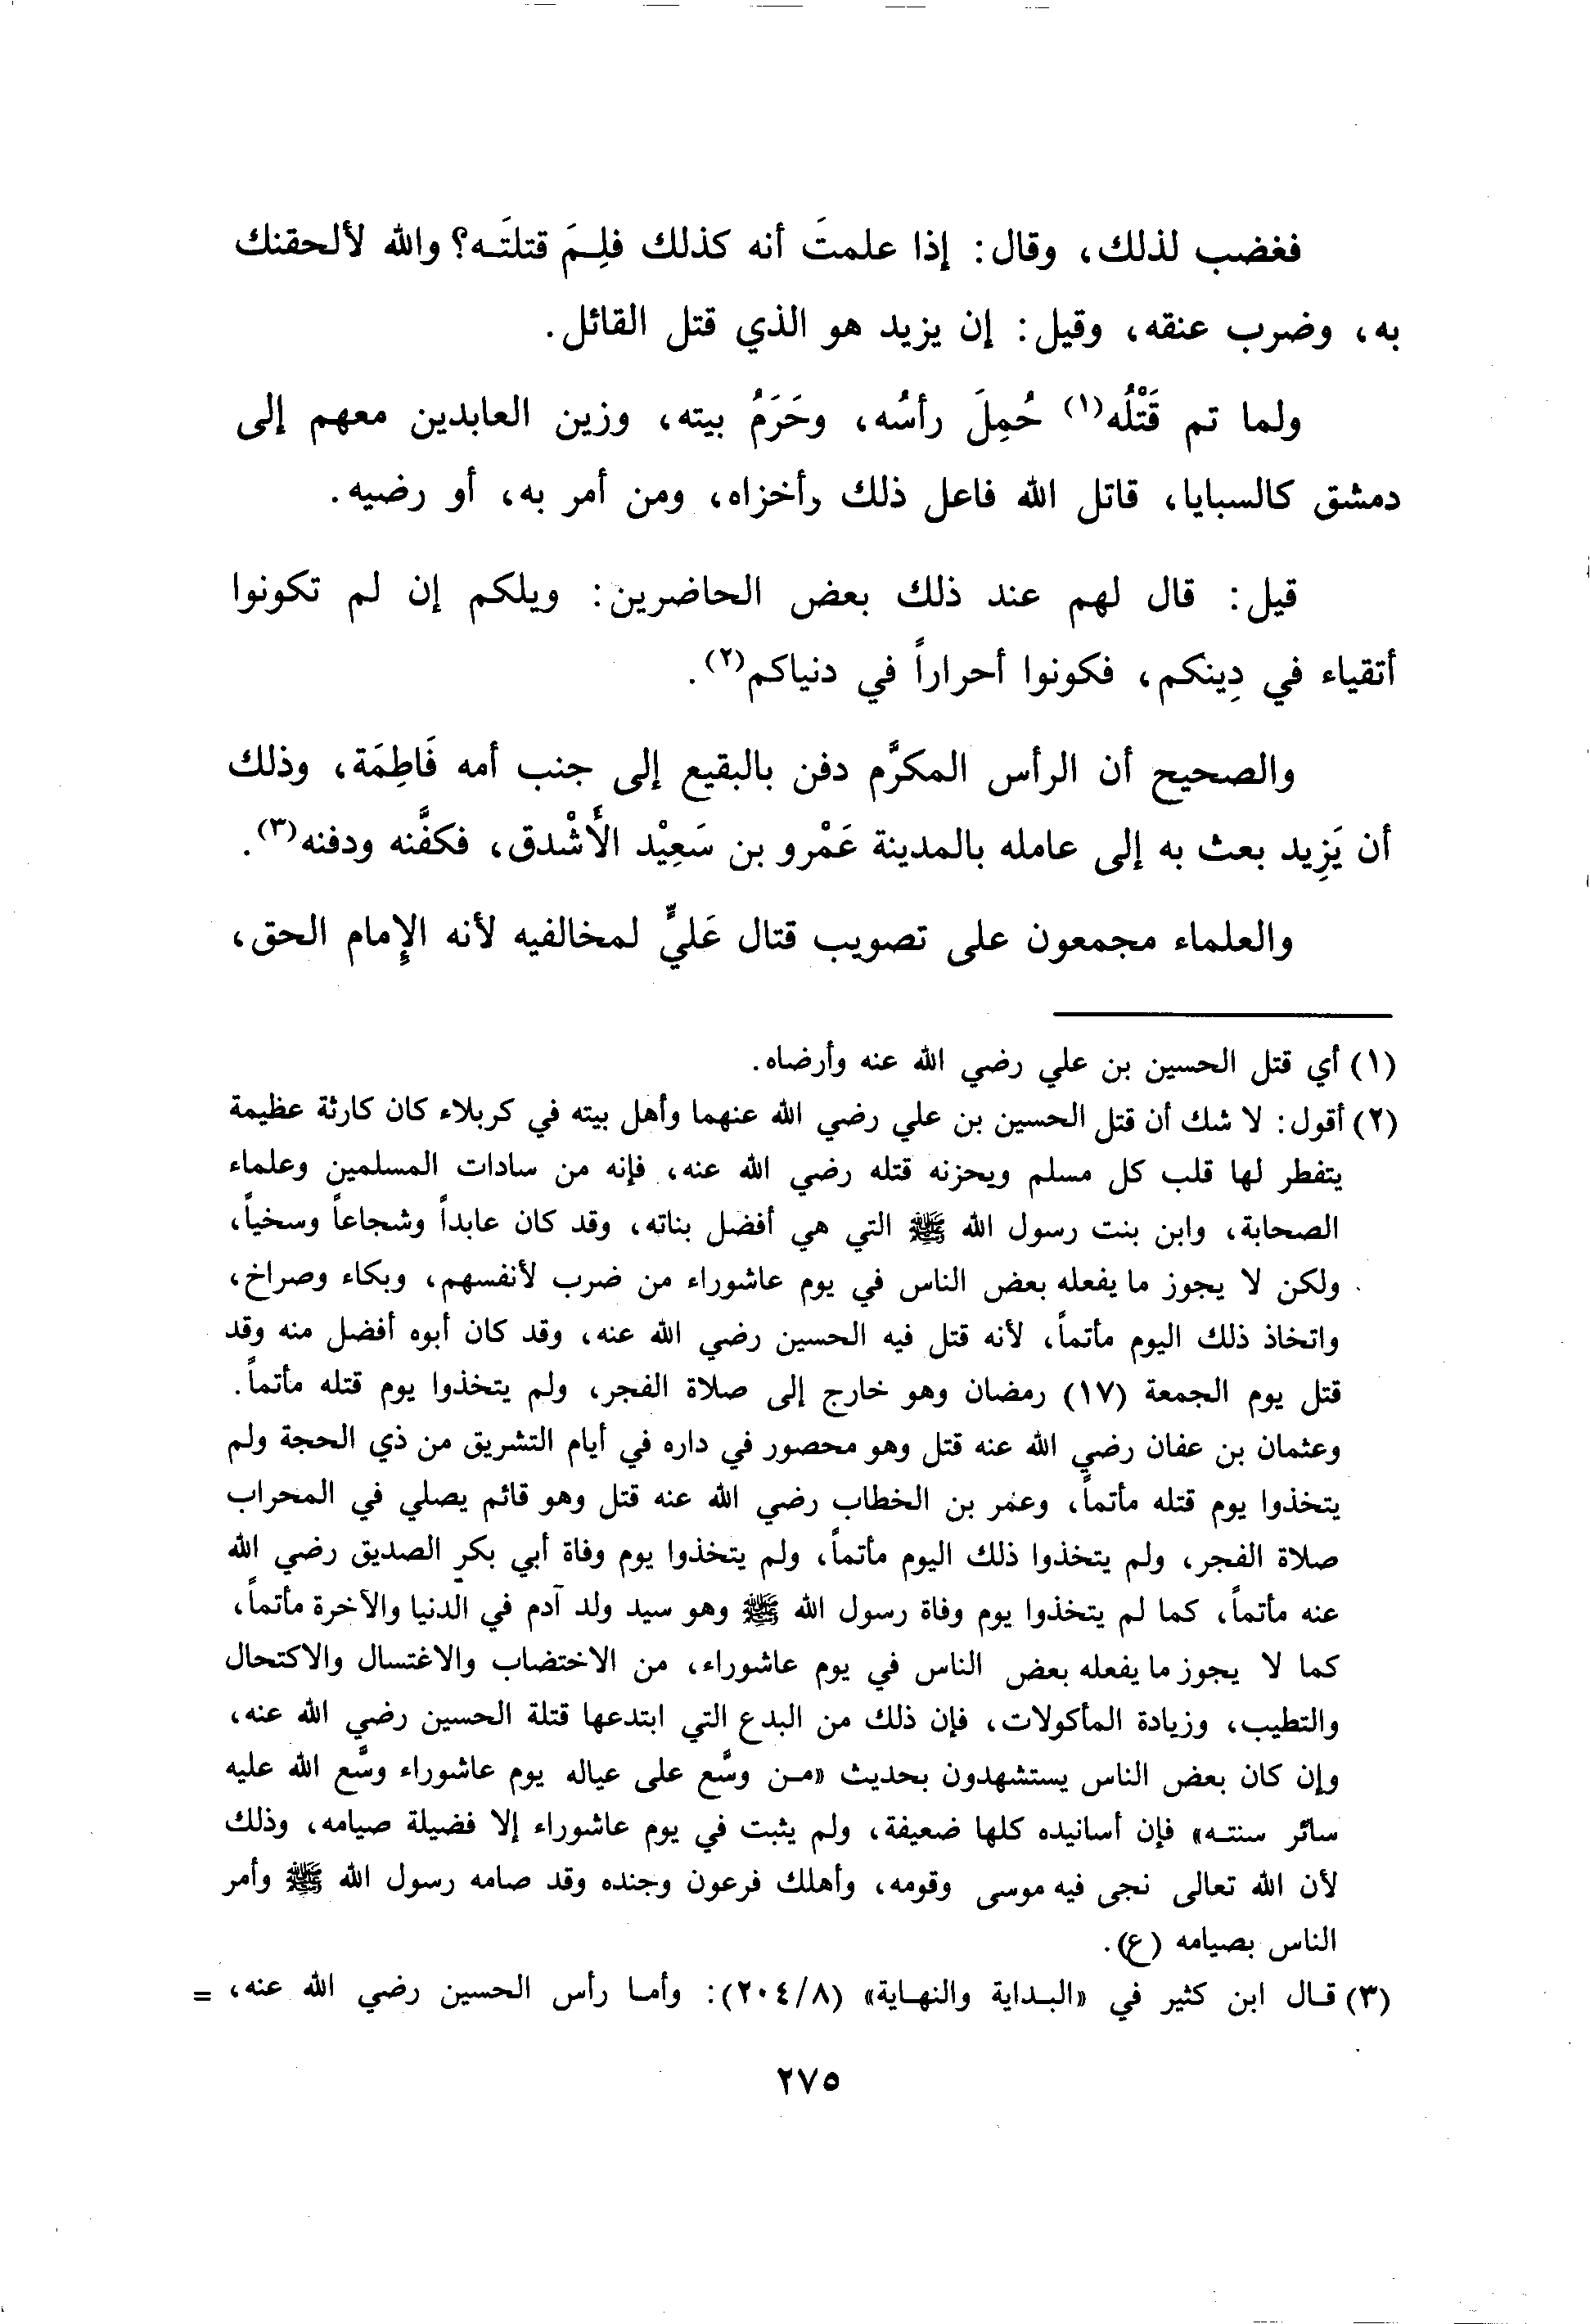 فغضب لذلك، وقال: إذا علمتَ أنه كذلك فلِـمَ قتلتَـه؟ والله لألحقنك
به، وضرب عنقه، وقيل: إن يزيد هو الذي قتل القائل.
ولما تم قَتْلُه(١) حُمِلَ رأسُه، وحَرَمُ بيته، وزين العابدين معهم إلى
دمشق كالسبايا، قاتل الله فاعل ذلك وأخزاه، ومن أمر به، أو رضيه.
قيل: قال لهم عند ذلك بعض الحاضرين: ويلكم إن لم تكونوا
أتقياء في دِينكم، فكونوا أحراراً في دنياكم(٢).
والصحيح أن الرأس المكرَّم دفن بالبقيع إلى جنب أمه فَاطِمَة، وذلك
أن يَزِيد بعث به إلى عامله بالمدينة عَمْرو بن سَعِيْد الأَشْدق، فكفَّنه ودفنه(٣).
والعلماء مجمعون على تصويب قتال عَليٍّ لمخالفيه لأنه الإِمام الحق،
(١) أي قتل الحسين بن علي رضي الله عنه وأرضاه.
(٢) أقول: لا شك أن قتل الحسين بن علي رضي الله عنهما وأهل بيته في كربلاء كان كارثة عظيمة
يتفطر لها قلب كل مسلم ويحزنه قتله رضي الله عنه، فإنه من سادات المسلمين وعلماء
الصحابة، وابن بنت رسول الله ﷺ التي هي أفضل بناته، وقد كان عابداً وشجاعاً وسخياً،
ولكن لا يجوز ما يفعله بعض الناس في يوم عاشوراء من ضرب لأنفسهم، وبكاء وصراخ،
واتخاذ ذلك اليوم مأتماً، لأنه قتل فيه الحسين رضي الله عنه، وقد كان أبوه أفضل منه وقد
قتل يوم الجمعة (١٧) رمضان وهو خارج إلى صلاة الفجر، ولم يتخذوا يوم قتله مأتماً.
وعثمان بن عفان رضي الله عنه قتل وهو محصور في داره في أيام التشريق من ذي الحجة ولم
يتخذوا يوم قتله مأتماً، وعمر بن الخطاب رضي الله عنه قتل وهو قائم يصلي في المحراب
صلاة الفجر، ولم يتخذوا ذلك اليوم مأتماً، ولم يتخذوا يوم وفاة أبي بكر الصديق رضي الله
عنه مأتماً، كما لم يتخذوا يوم وفاة رسول الله ﷺ وهو سيد ولد آدم في الدنيا والآخرة مأتماً،
كما لا يجوز ما يفعله بعض الناس في يوم عاشوراء، من الاختضاب والاغتسال والاكتحال
والتطيب، وزيادة المأكولات، فإن ذلك من البدع التي ابتدعها قتلة الحسين رضي الله عنه،
وإن كان بعض الناس يستشهدون بحديث «مـن وسَّع على عياله يوم عاشوراء وسَّع الله عليه
سائر سنتـه» فإن أسانيده كلها ضعيفة، ولم يثبت في يوم عاشوراء إلا فضيلة صيامه، وذلك
لأن الله تعالى نجى فيه موسى وقومه، وأهلك فرعون وجنده وقد صامه رسول الله ﷺ وأمر
الناس بصيامه (ع).
(٣) قـال ابن كثير في «البـداية والنهـاية» (٢٠٤/٨): وأمـا رأس الحسين رضي الله عنه، =
٢٧٥